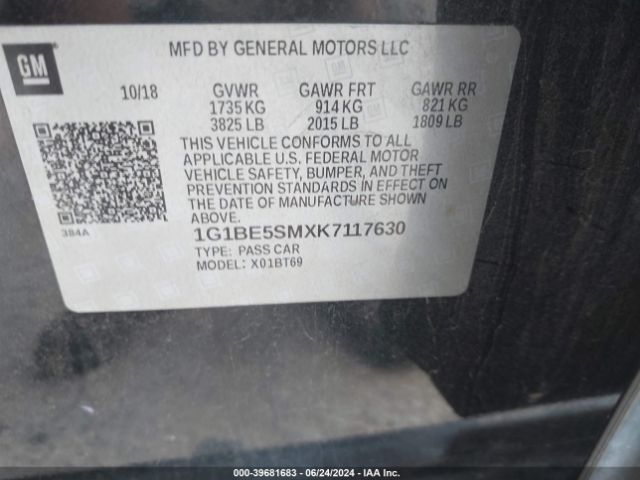 GM
MFD BY GENERAL MOTORS LLC
10/18 GVWR GAWR FRT GAWR RR
1735 KG 914 KG 821 KG
3825 LB 2015 LB 1809 LB
THIS VEHICLE CONFORMS TO ALL
APPLICABLE U.S. FEDERAL MOTOR
VEHICLE SAFETY, BUMPER, AND THEFT
PREVENTION STANDARDS IN EFFECT ON
THE DATE OF MANUFACTURE SHOWN
ABOVE.
384A
1G1BE5SMXK7117630
TYPE: PASS CAR
MODEL: X01BT69
©-39681683 - 06/24/2024 - IAA Inc.